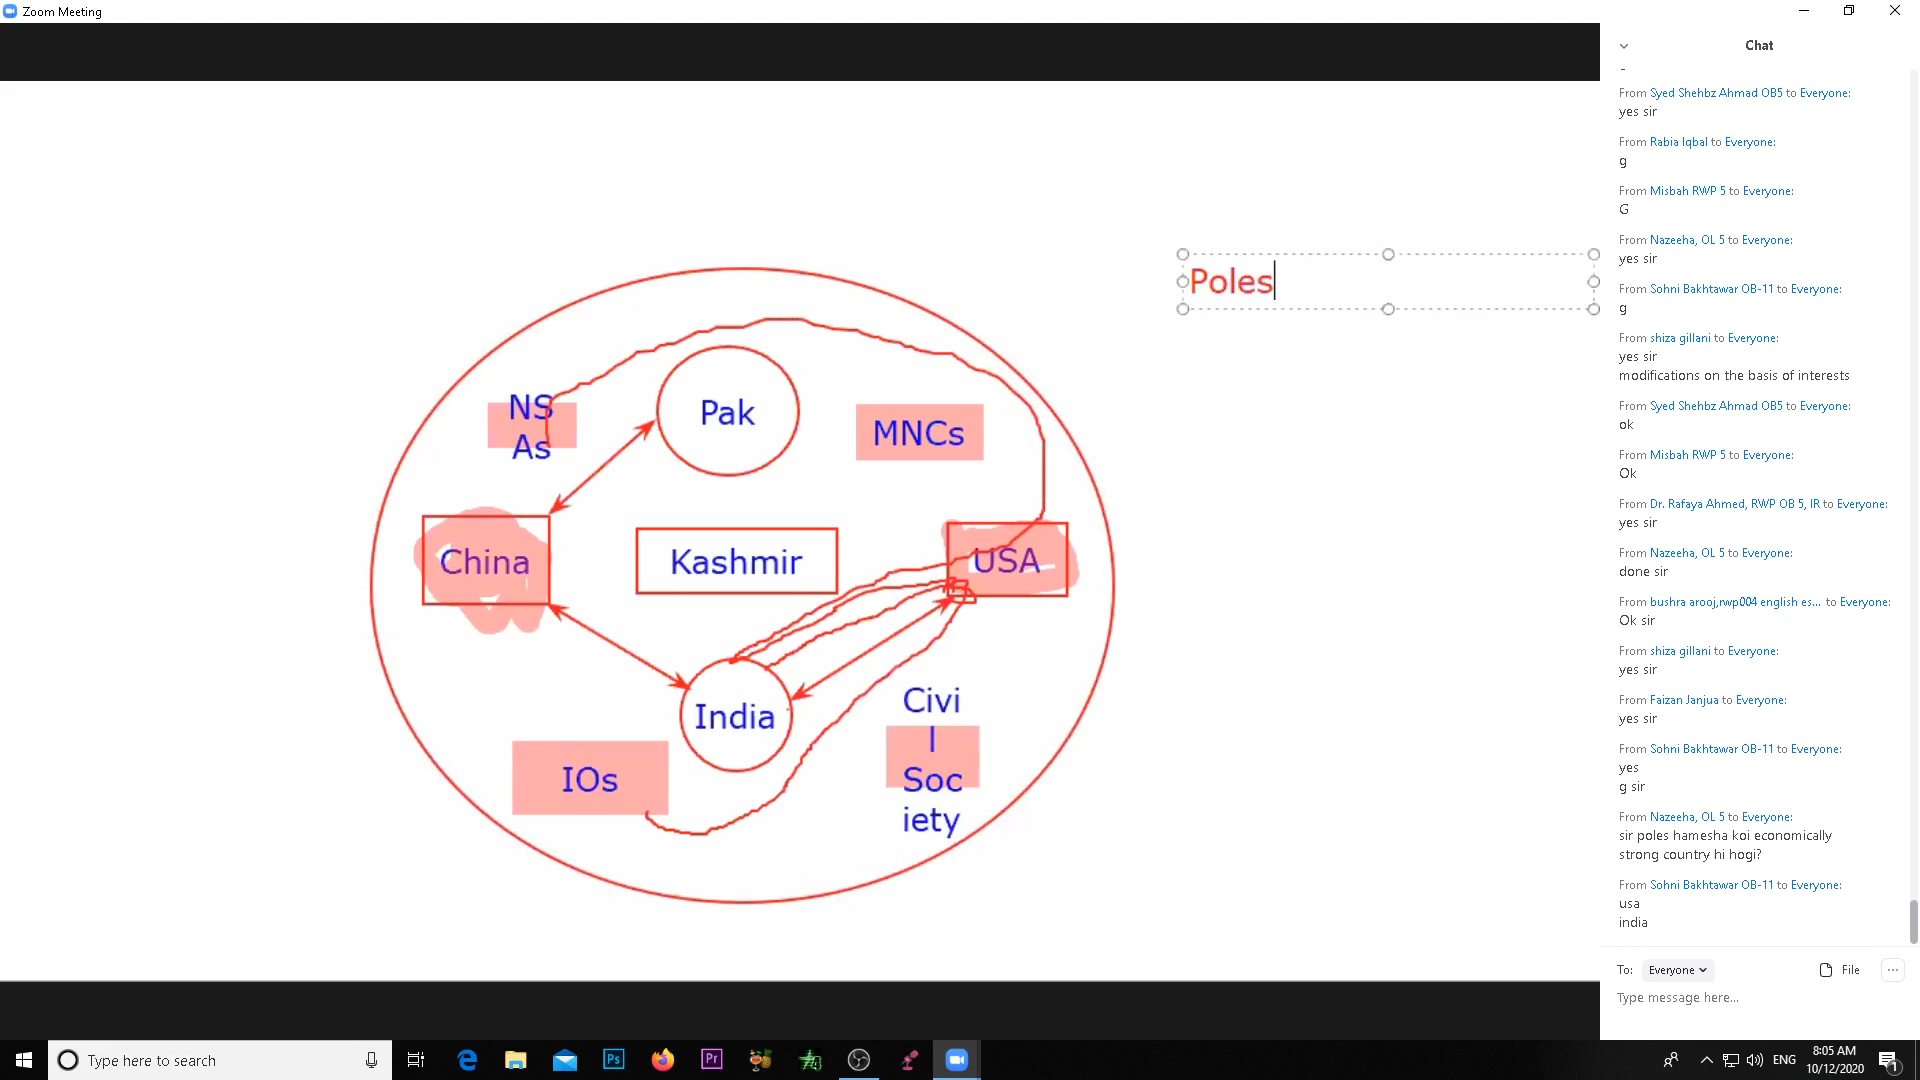 Zoom Meeting
Poles
NS
As
Pak
MNCs
China
Kashmir
USA
India
IOs
Civi
l
Soc
iety
Chat
From Syed Shehbz Ahmad OB5 to Everyone:
yes sir
From Rabia Iqbal to Everyone:
g
From Misbah RWP 5 to Everyone:
G
From Nazeeha, OL 5 to Everyone:
yes sir
From Sohni Bakhtawar OB-11 to Everyone:
g
From shiza gillani to Everyone:
yes sir
modifications on the basis of interests
From Syed Shehbz Ahmad OB5 to Everyone:
ok
From Misbah RWP 5 to Everyone:
Ok
From Dr. Rafaya Ahmed, RWP OB 5, IR to Everyone:
yes sir
From Nazeeha, OL 5 to Everyone:
done sir
From bushra arooj,rwp004 english es... to Everyone:
Ok sir
From shiza gillani to Everyone:
yes sir
From Faizan Janjua to Everyone:
yes sir
From Sohni Bakhtawar OB-11 to Everyone:
yes
g sir
From Nazeeha, OL 5 to Everyone:
sir poles hamesha koi economically
strong country hi hogi?
From Sohni Bakhtawar OB-11 to Everyone:
usa
india
To: Everyone File
Type message here...
Type here to search
Ps
Pr
ENG
8:05 AM
10/12/2020
1